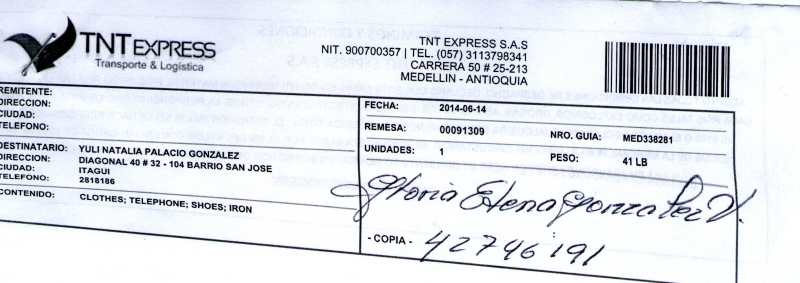 TNT EXPRESS
Transporte & Logística
TNT EXPRESS S.A.S
NIT. 900700357 | TEL. (057) 3113798341
CARRERA 50 # 25-213
MEDELLIN - ANTIOQUIA
REMITENTE:
DIRECCION:
CIUDAD:
TELEFONO:
DESTINATARIO: YULI NATALIA PALACIO GONZALEZ
DIRECCION: DIAGONAL 40 # 32 - 104 BARRIO SAN JOSE
CIUDAD: ITAGUI
TELEFONO: 2818186
CONTENIDO: CLOTHES; TELEPHONE; SHOES; IRON
FECHA: 2014-06-14
REMESA: 00091309 NRO. GUIA: MED338281
UNIDADES: 1 PESO: 41 LB
Gloria Elena Gonzalez V.
- COPIA - 42746191